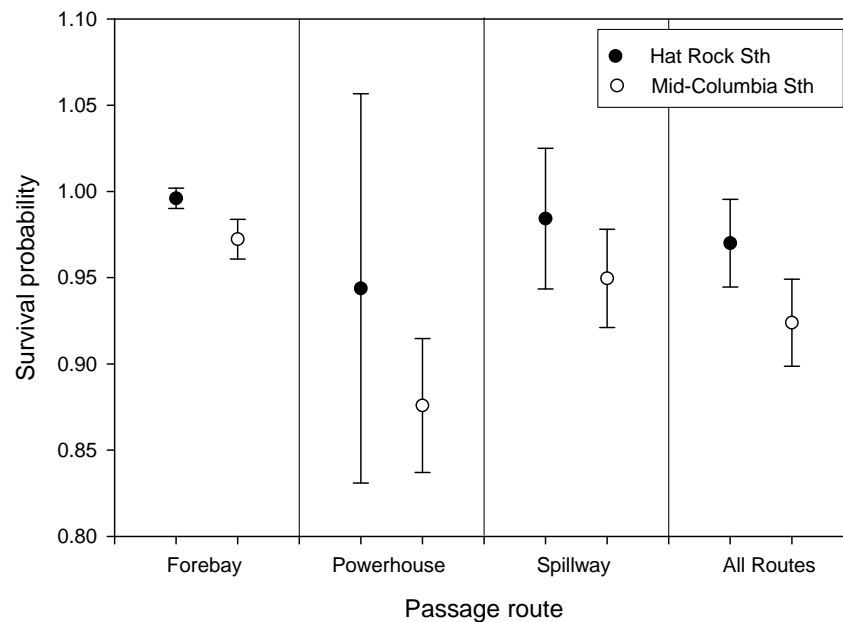 Hat Rock Sth
Mid-Columbia Sth
1.10
1.05
1.00
0.95
0.90
0.85
0.80
Survival probability
Forebay Powerhouse Spillway All Routes
Passage route